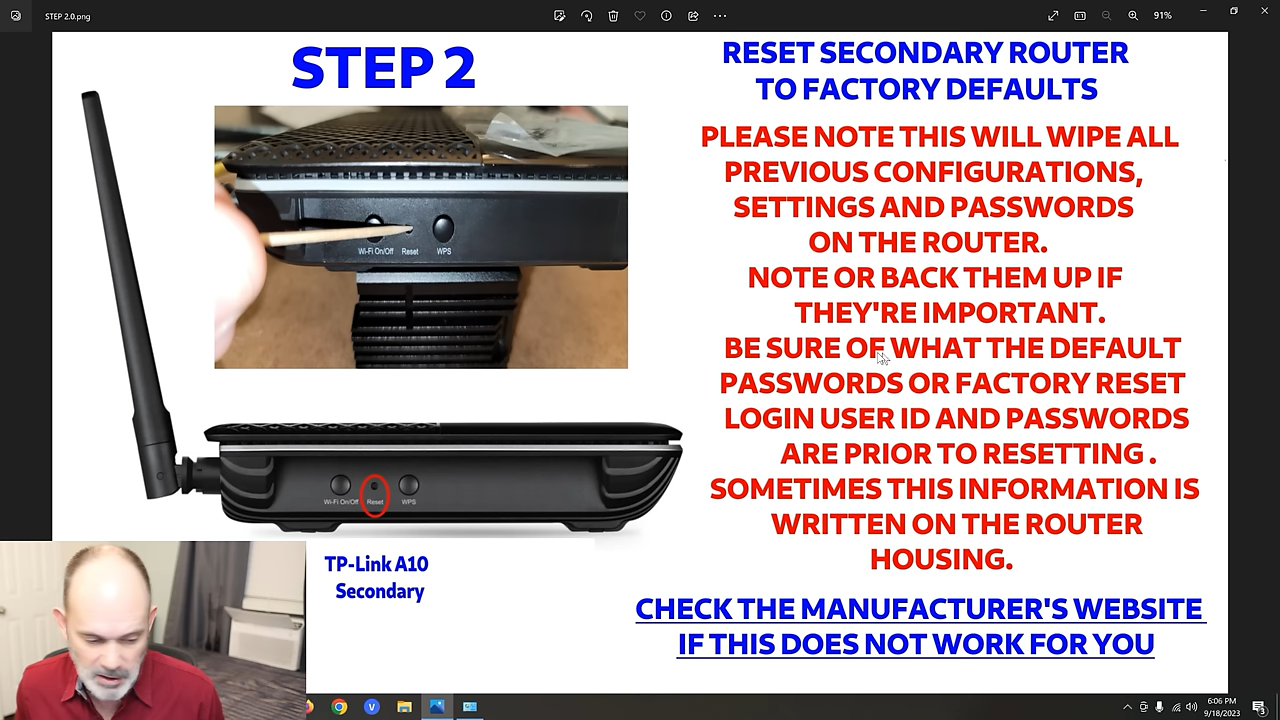 STEP 2.0.png
91%
STEP 2
Wi-Fi On/Off Reset WPS
Wi-Fi On/Off Reset WPS
TP-Link A10
Secondary
RESET SECONDARY ROUTER
TO FACTORY DEFAULTS
PLEASE NOTE THIS WILL WIPE ALL
PREVIOUS CONFIGURATIONS,
SETTINGS AND PASSWORDS
ON THE ROUTER.
NOTE OR BACK THEM UP IF
THEY'RE IMPORTANT.
BE SURE OF WHAT THE DEFAULT
PASSWORDS OR FACTORY RESET
LOGIN USER ID AND PASSWORDS
ARE PRIOR TO RESETTING .
SOMETIMES THIS INFORMATION IS
WRITTEN ON THE ROUTER
HOUSING.
CHECK THE MANUFACTURER'S WEBSITE
IF THIS DOES NOT WORK FOR YOU
6:06 PM
9/18/2023